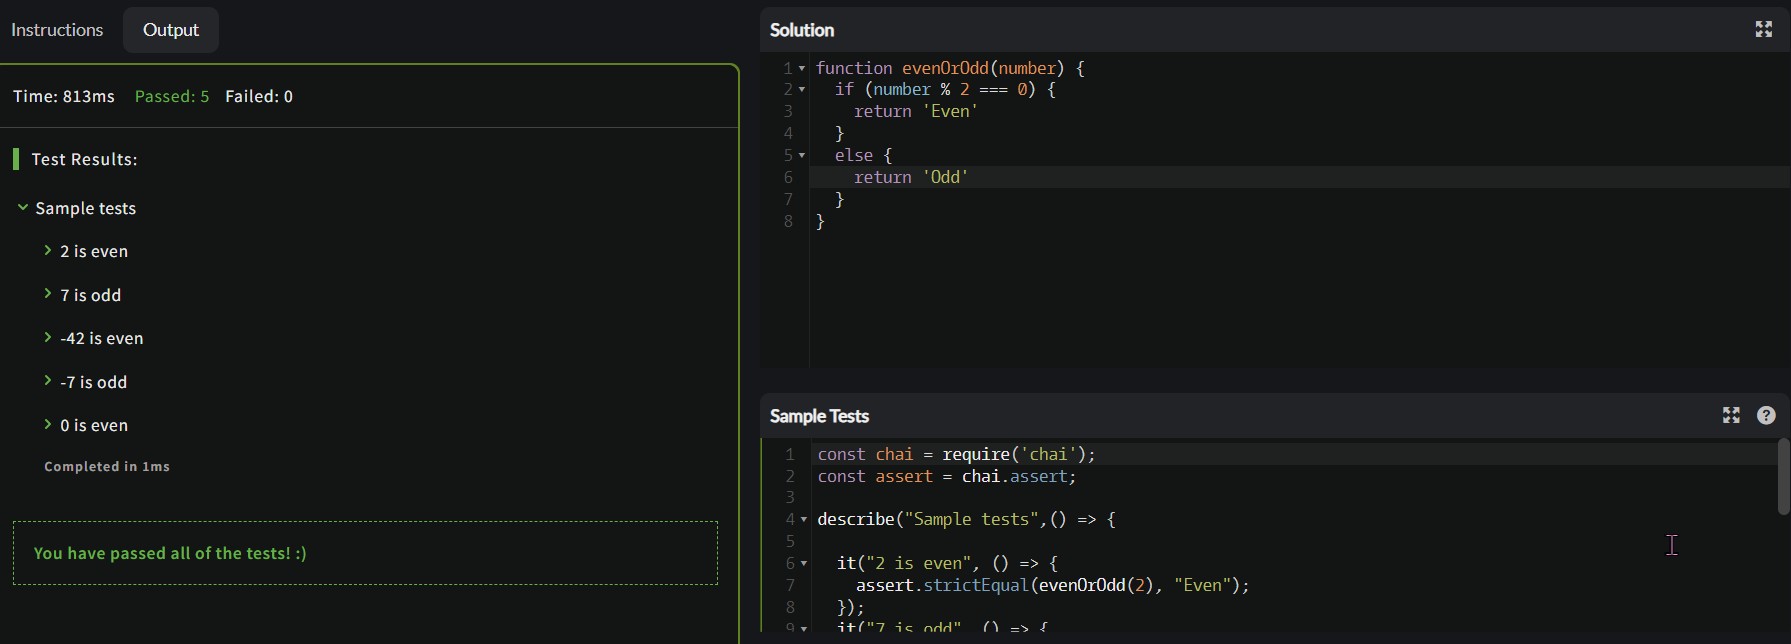 Instructions
Output
Time: 813ms Passed: 5 Failed: 0
Test Results:
Sample tests
2 is even
7 is odd
-42 is even
-7 is odd
0 is even
Completed in 1ms
You have passed all of the tests! :)
Solution
1 function evenOrOdd(number) {
2   if (number % 2 === 0) {
3     return 'Even'
4   }
5   else {
6     return 'Odd'
7   }
8 }
Sample Tests
?
1 const chai = require('chai');
2 const assert = chai.assert;
3
4 describe("Sample tests",() => {
5
6   it("2 is even", () => {
7     assert.strictEqual(evenOrOdd(2), "Even");
8   });
9   it("7 is odd", () => {